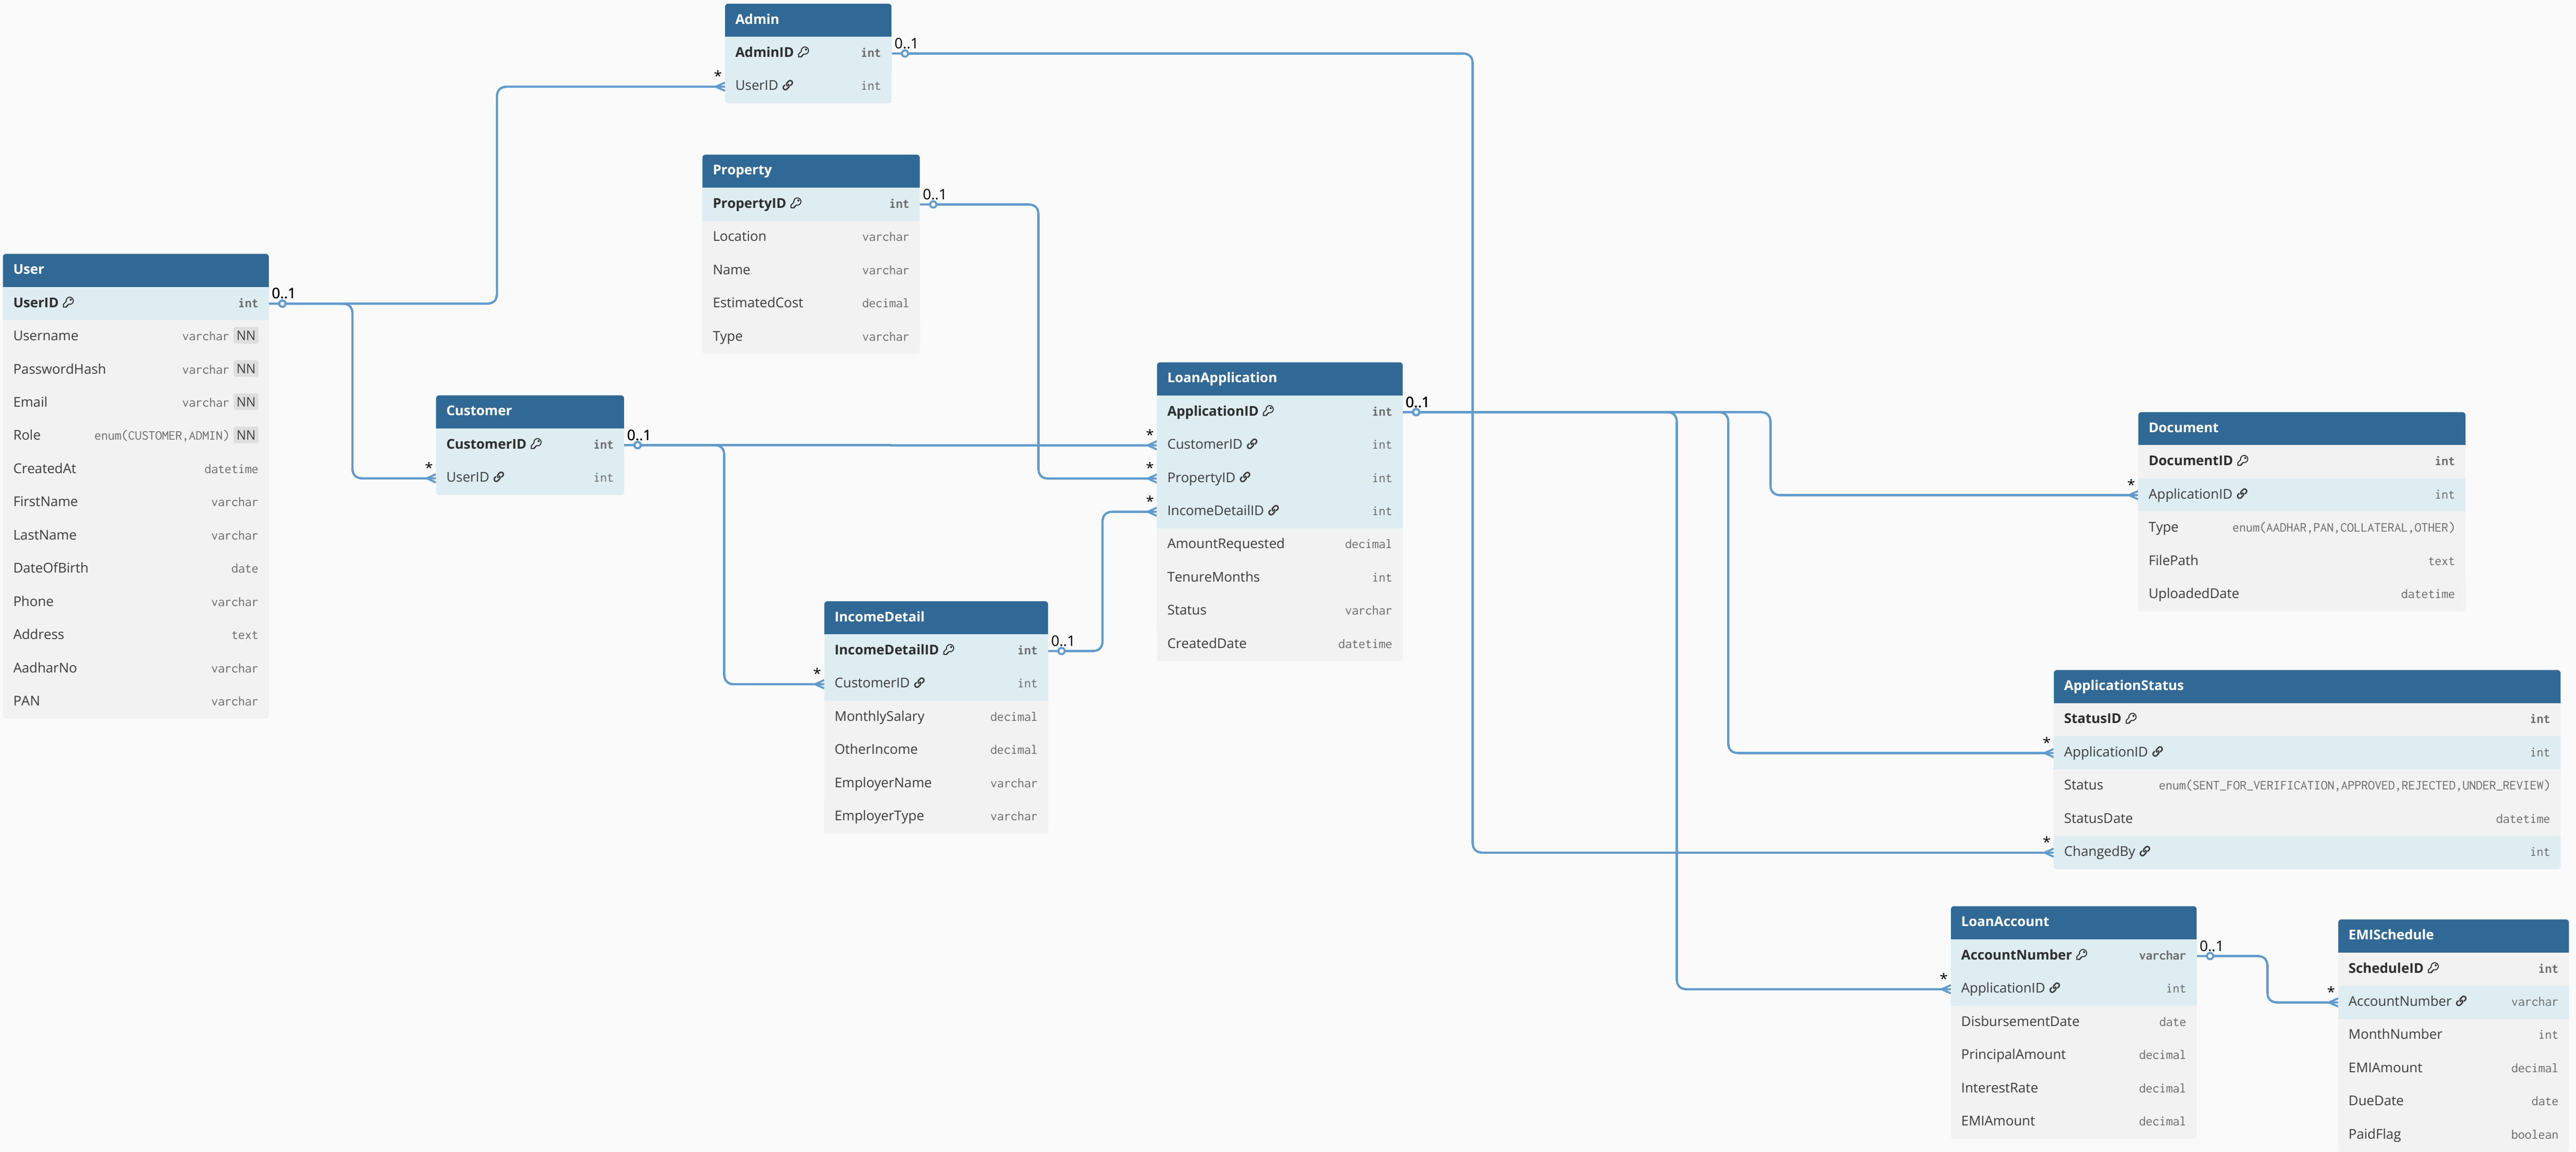 Admin
AdminID int
UserID int
0..1
*
Property
PropertyID int
Location varchar
Name varchar
EstimatedCost decimal
Type varchar
0..1
User
UserID int
Username varchar NN
PasswordHash varchar NN
Email varchar NN
Role enum(CUSTOMER,ADMIN) NN
CreatedAt datetime
FirstName varchar
LastName varchar
DateOfBirth date
Phone varchar
Address text
AadharNo varchar
PAN varchar
0..1
Customer
CustomerID int
UserID int
0..1
*
LoanApplication
ApplicationID int
CustomerID int
PropertyID int
IncomeDetailID int
AmountRequested decimal
TenureMonths int
Status varchar
CreatedDate datetime
0..1
*
*
*
IncomeDetail
IncomeDetailID int
CustomerID int
MonthlySalary decimal
OtherIncome decimal
EmployerName varchar
EmployerType varchar
0..1
*
Document
DocumentID int
ApplicationID int
Type enum(AADHAR,PAN,COLLATERAL,OTHER)
FilePath text
UploadedDate datetime
*
ApplicationStatus
StatusID int
ApplicationID int
Status enum(SENT_FOR_VERIFICATION,APPROVED,REJECTED,UNDER_REVIEW)
StatusDate datetime
ChangedBy int
*
*
LoanAccount
AccountNumber varchar
ApplicationID int
DisbursementDate date
PrincipalAmount decimal
InterestRate decimal
EMIAmount decimal
0..1
*
EMISchedule
ScheduleID int
AccountNumber varchar
MonthNumber int
EMIAmount decimal
DueDate date
PaidFlag boolean
*